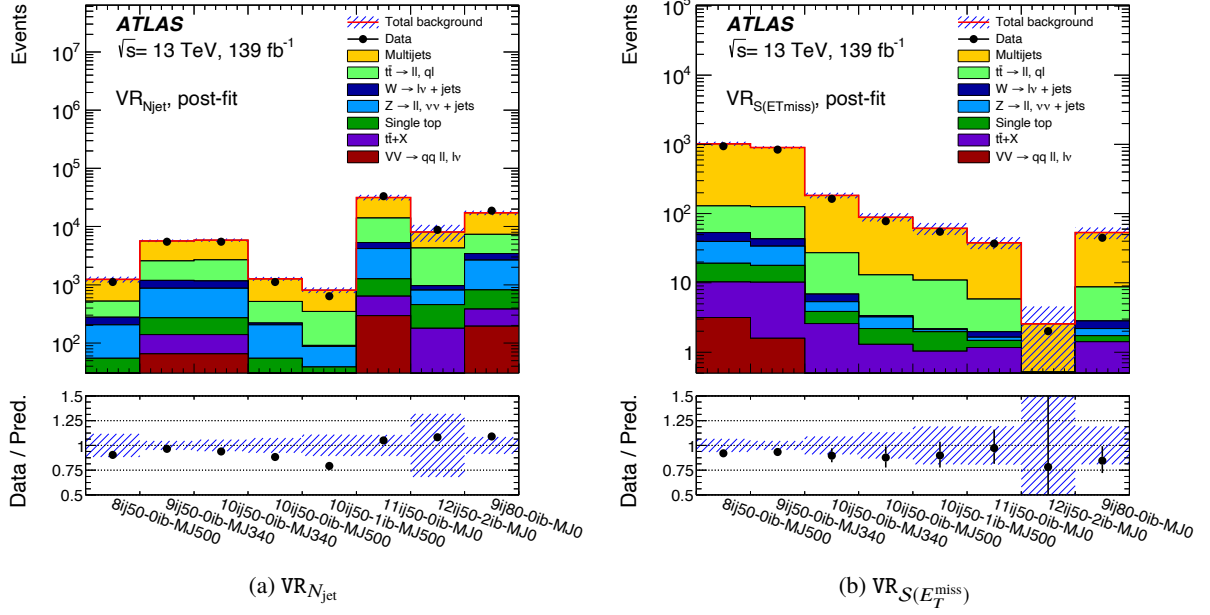 Events
10⁷
10⁶
10⁵
10⁴
10³
10²
ATLAS
√s= 13 TeV, 139 fb⁻¹
VR_Njet, post-fit
Total background
Data
Multijets
tt̄ → ll, ql
W → lν + jets
Z → ll, νν + jets
Single top
tt̄+X
VV → qq ll, lν
Data / Pred.
1.5
1.25
1
0.75
0.5
8ij50-0ib-MJ500
9ij50-0ib-MJ340
10ij50-0ib-MJ340
10ij50-0ib-MJ500
10ij50-1ib-MJ500
11ij50-0ib-MJ0
12ij50-2ib-MJ0
9ij80-0ib-MJ0
(a) VR_Njet
Events
10⁵
10⁴
10³
10²
10
1
ATLAS
√s= 13 TeV, 139 fb⁻¹
VR_S(ETmiss), post-fit
Total background
Data
Multijets
tt̄ → ll, ql
W → lν + jets
Z → ll, νν + jets
Single top
tt̄+X
VV → qq ll, lν
Data / Pred.
1.5
1.25
1
0.75
0.5
8ij50-0ib-MJ500
9ij50-0ib-MJ340
10ij50-0ib-MJ0
10ij50-0ib-MJ500
10ij50-1ib-MJ500
11ij50-0ib-MJ0
12ij50-2ib-MJ0
9ij80-0ib-MJ0
(b) VR_S(E_T^miss)